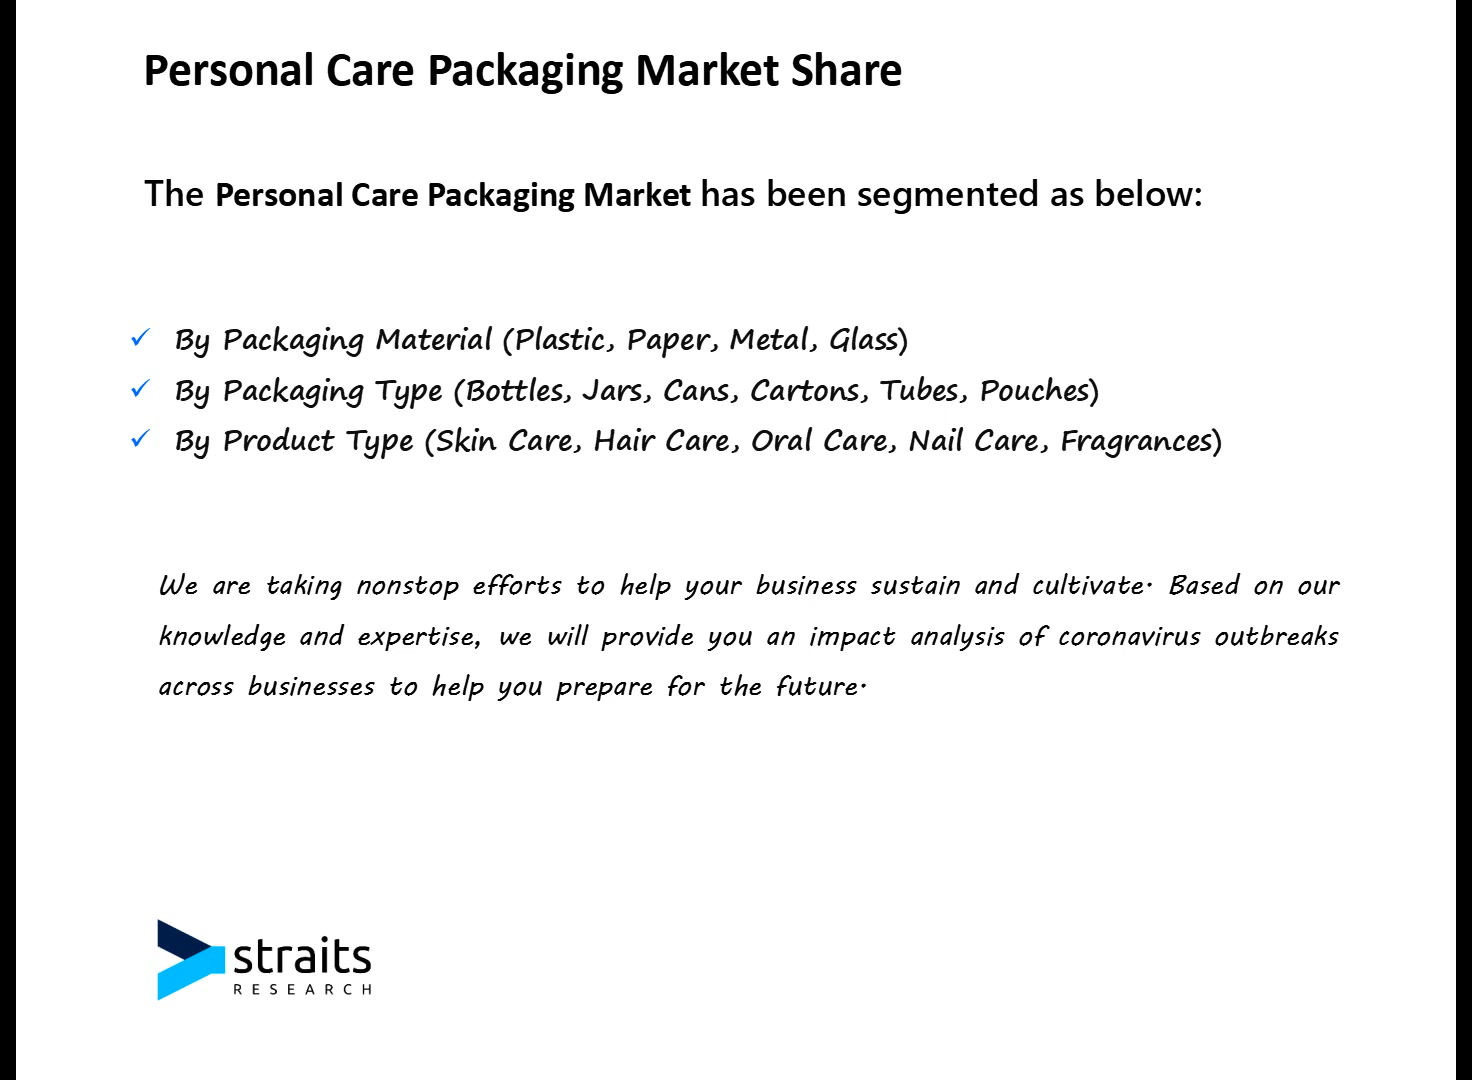 Personal Care Packaging Market Share
The Personal Care Packaging Market has been segmented as below:
✓ By Packaging Material (Plastic, Paper, Metal, Glass)
✓ By Packaging Type (Bottles, Jars, Cans, Cartons, Tubes, Pouches)
✓ By Product Type (Skin Care, Hair Care, Oral Care, Nail Care, Fragrances)
We are taking nonstop efforts to help your business sustain and cultivate. Based on our
knowledge and expertise, we will provide you an impact analysis of coronavirus outbreaks
across businesses to help you prepare for the future.
straits
RESEARCH